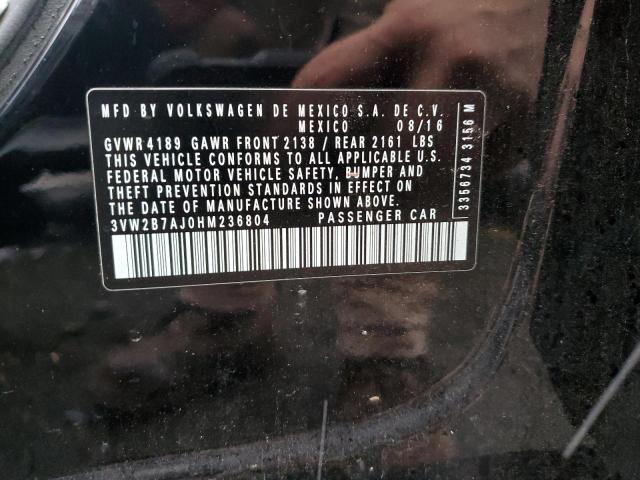 MFD BY VOLKSWAGEN DE MEXICO S.A. DE C.V.
MEXICO 08/16
GVWR 4189 GAWR FRONT 2138 / REAR 2161 LBS
THIS VEHICLE CONFORMS TO ALL APPLICABLE U.S.
FEDERAL MOTOR VEHICLE SAFETY, BUMPER AND
THEFT PREVENTION STANDARDS IN EFFECT ON
THE DATE OF MANUFACTURE SHOWN ABOVE.
3VW2B7AJ0HM236804 PASSENGER CAR
3356734 3156 M